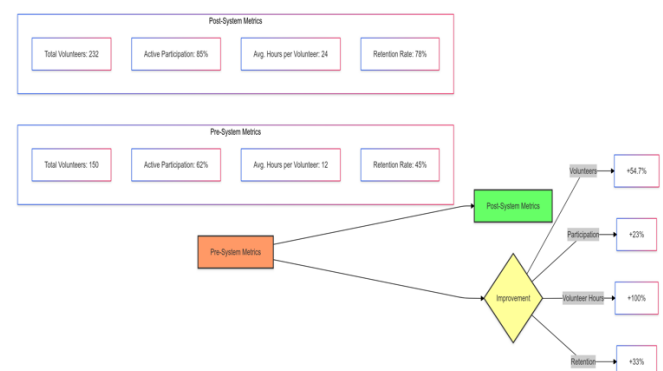 Post-System Metrics
Total Volunteers: 232
Active Participation: 85%
Avg. Hours per Volunteer: 24
Retention Rate: 78%
Pre-System Metrics
Total Volunteers: 150
Active Participation: 62%
Avg. Hours per Volunteer: 12
Retention Rate: 45%
Volunteers
+54.7%
Post-System Metrics
Participation
+23%
Pre-System Metrics
Improvement
Volunteer Hours
+100%
Retention
+33%